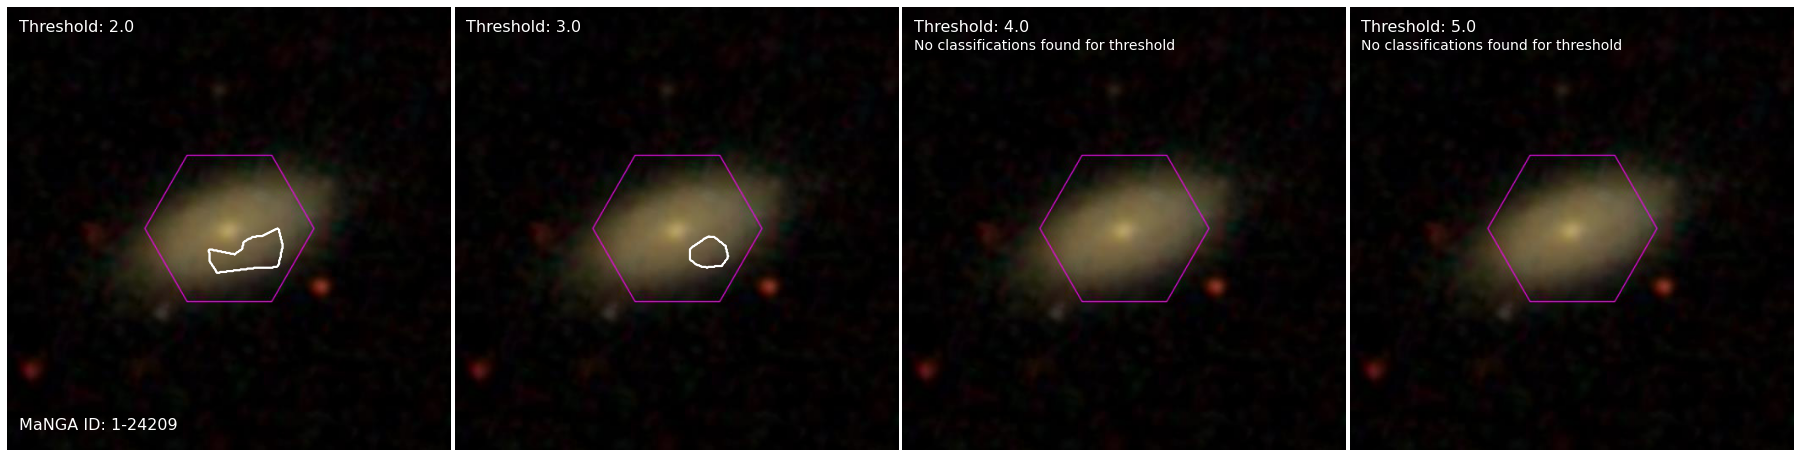 Threshold: 2.0
MaNGA ID: 1-24209
Threshold: 3.0
Threshold: 4.0
No classifications found for threshold
Threshold: 5.0
No classifications found for threshold